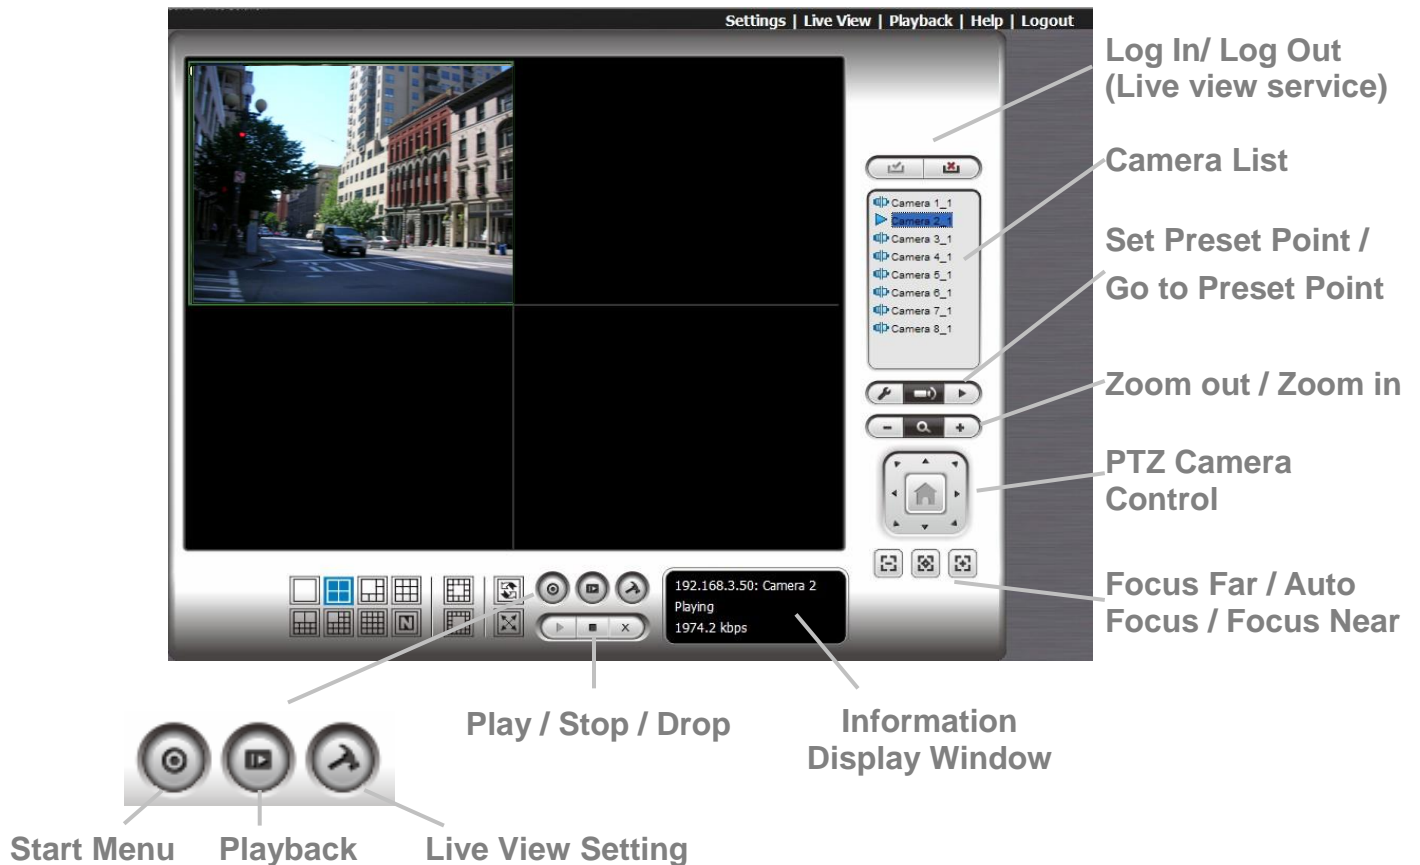 Settings | Live View | Playback | Help | Logout
Log In/ Log Out
(Live view service)
Camera List
Camera 1_1
Camera 2_1
Camera 3_1
Camera 4_1
Camera 5_1
Camera 6_1
Camera 7_1
Camera 8_1
Set Preset Point /
Go to Preset Point
Zoom out / Zoom in
PTZ Camera
Control
Focus Far / Auto
Focus / Focus Near
N
X
192.168.3.50: Camera 2
Playing
1974.2 kbps
Play / Stop / Drop
Information
Display Window
Start Menu
Playback
Live View Setting